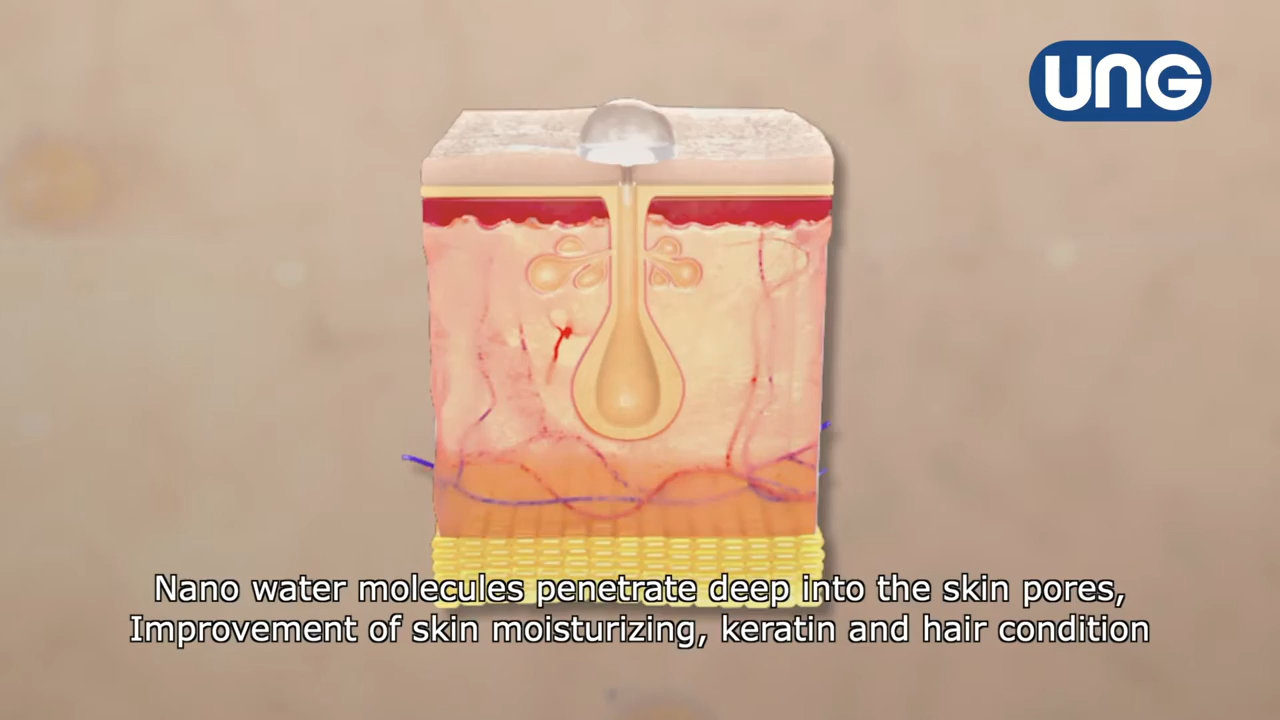 UNG
Nano water molecules penetrate deep into the skin pores,
Improvement of skin moisturizing, keratin and hair condition